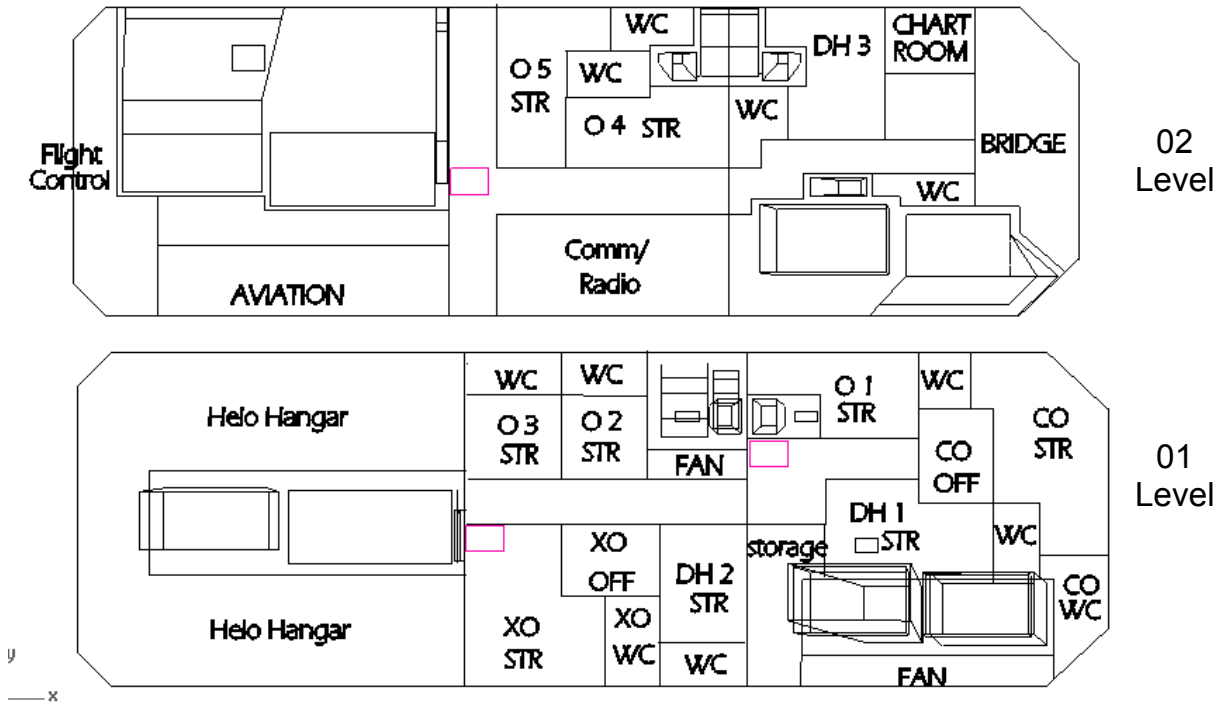 WC
CHART
ROOM
DH 3
O 5
STR
WC
WC
O 4 STR
BRIDGE
02
Level
Flight
Control
WC
Comm/
Radio
AVIATION
WC
WC
O 1
STR
WC
Helo Hangar
O 3
STR
O 2
STR
CO
STR
FAN
CO
OFF
01
Level
DH 1
STR
WC
XO
OFF
storage
DH 2
STR
CO
WC
Helo Hangar
XO
STR
XO
WC
WC
FAN
y
x